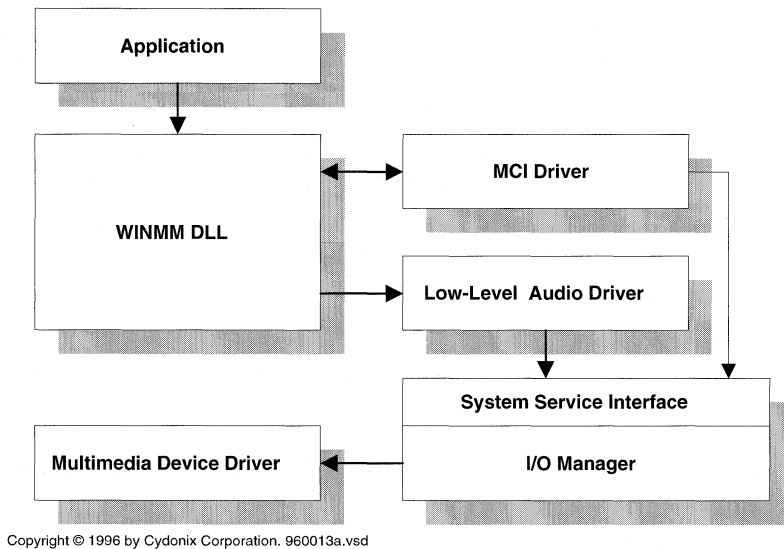 Application
WINMM DLL
MCI Driver
Low-Level Audio Driver
System Service Interface
I/O Manager
Multimedia Device Driver
Copyright © 1996 by Cydonix Corporation. 960013a.vsd